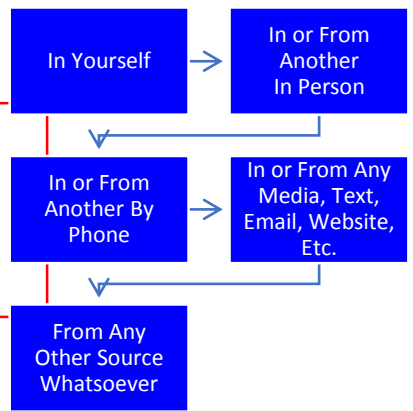 In Yourself
In or From
Another
In Person
In or From
Another By
Phone
In or From Any
Media, Text,
Email, Website,
Etc.
From Any
Other Source
Whatsoever